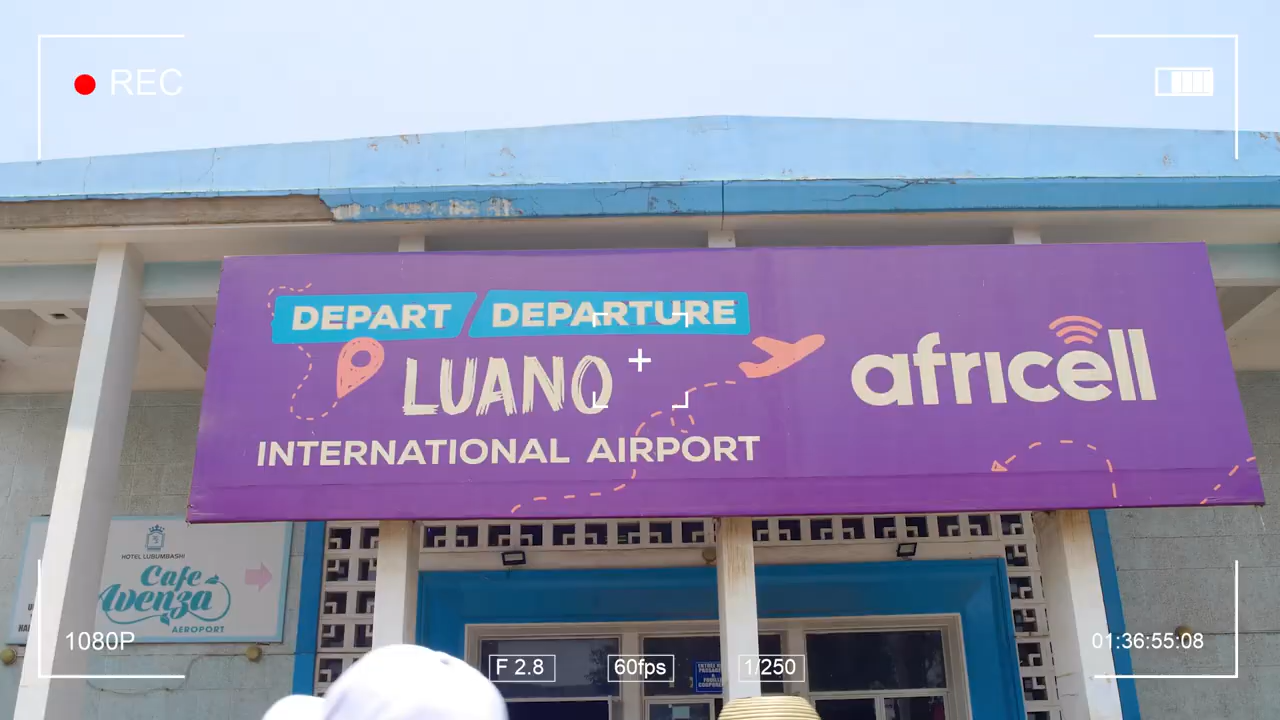 REC
DEPART
DEPARTURE
LUANO
africell
INTERNATIONAL AIRPORT
HOTEL LUBUMBASHI
Cafe
Avenza
AEROPORT
1080P
F 2.8
60fps
1/250
01:36:55:08